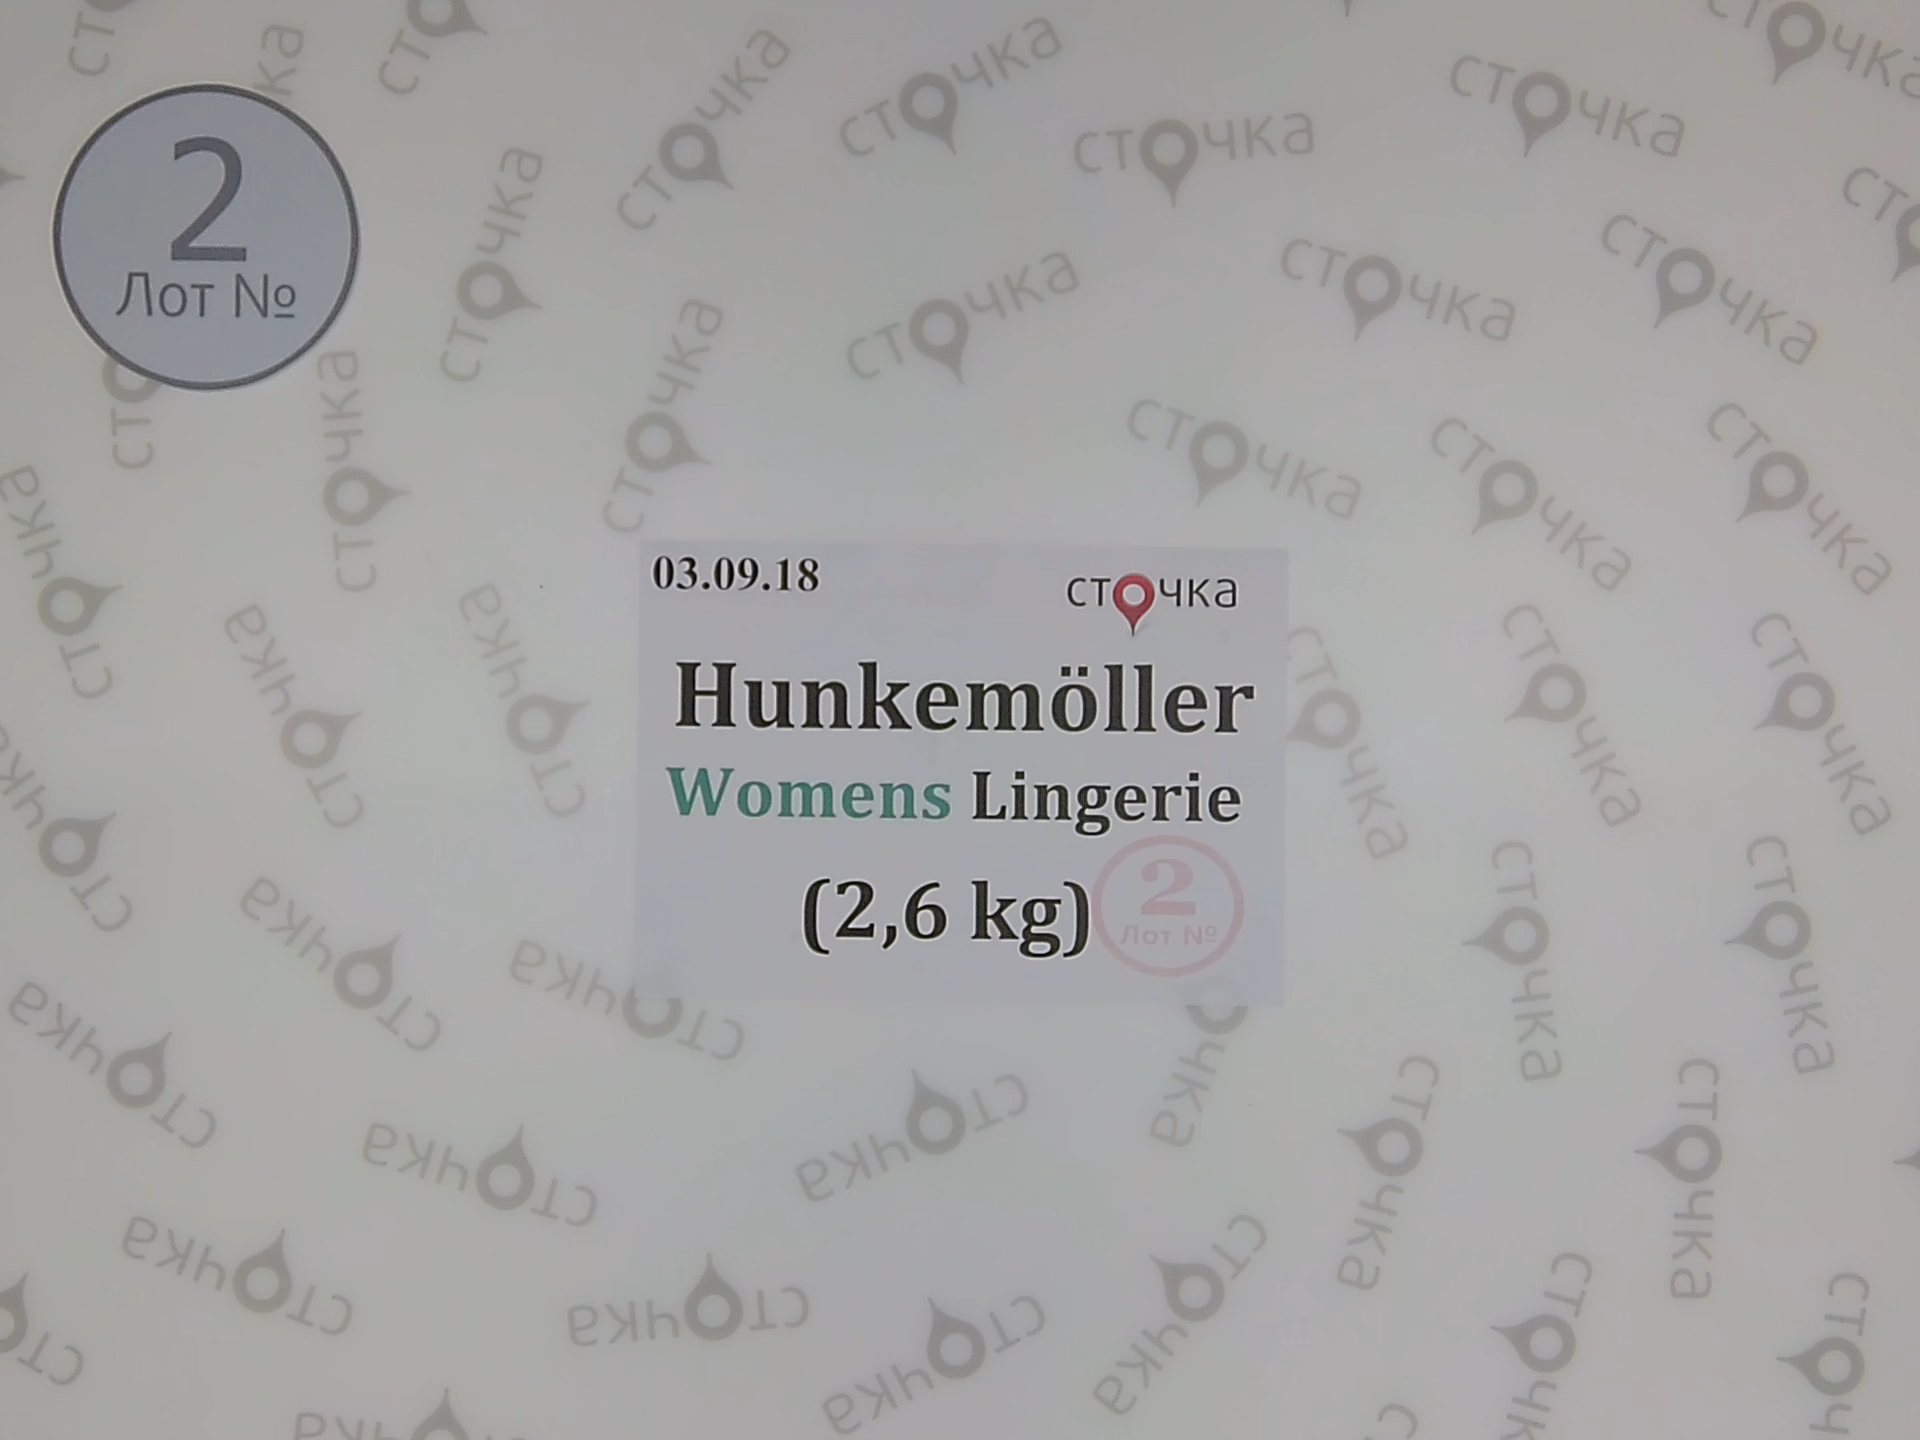 2
Лот №
03.09.18
сточка
Hunkemöller
Womens Lingerie
(2,6 kg)
2
Лот №